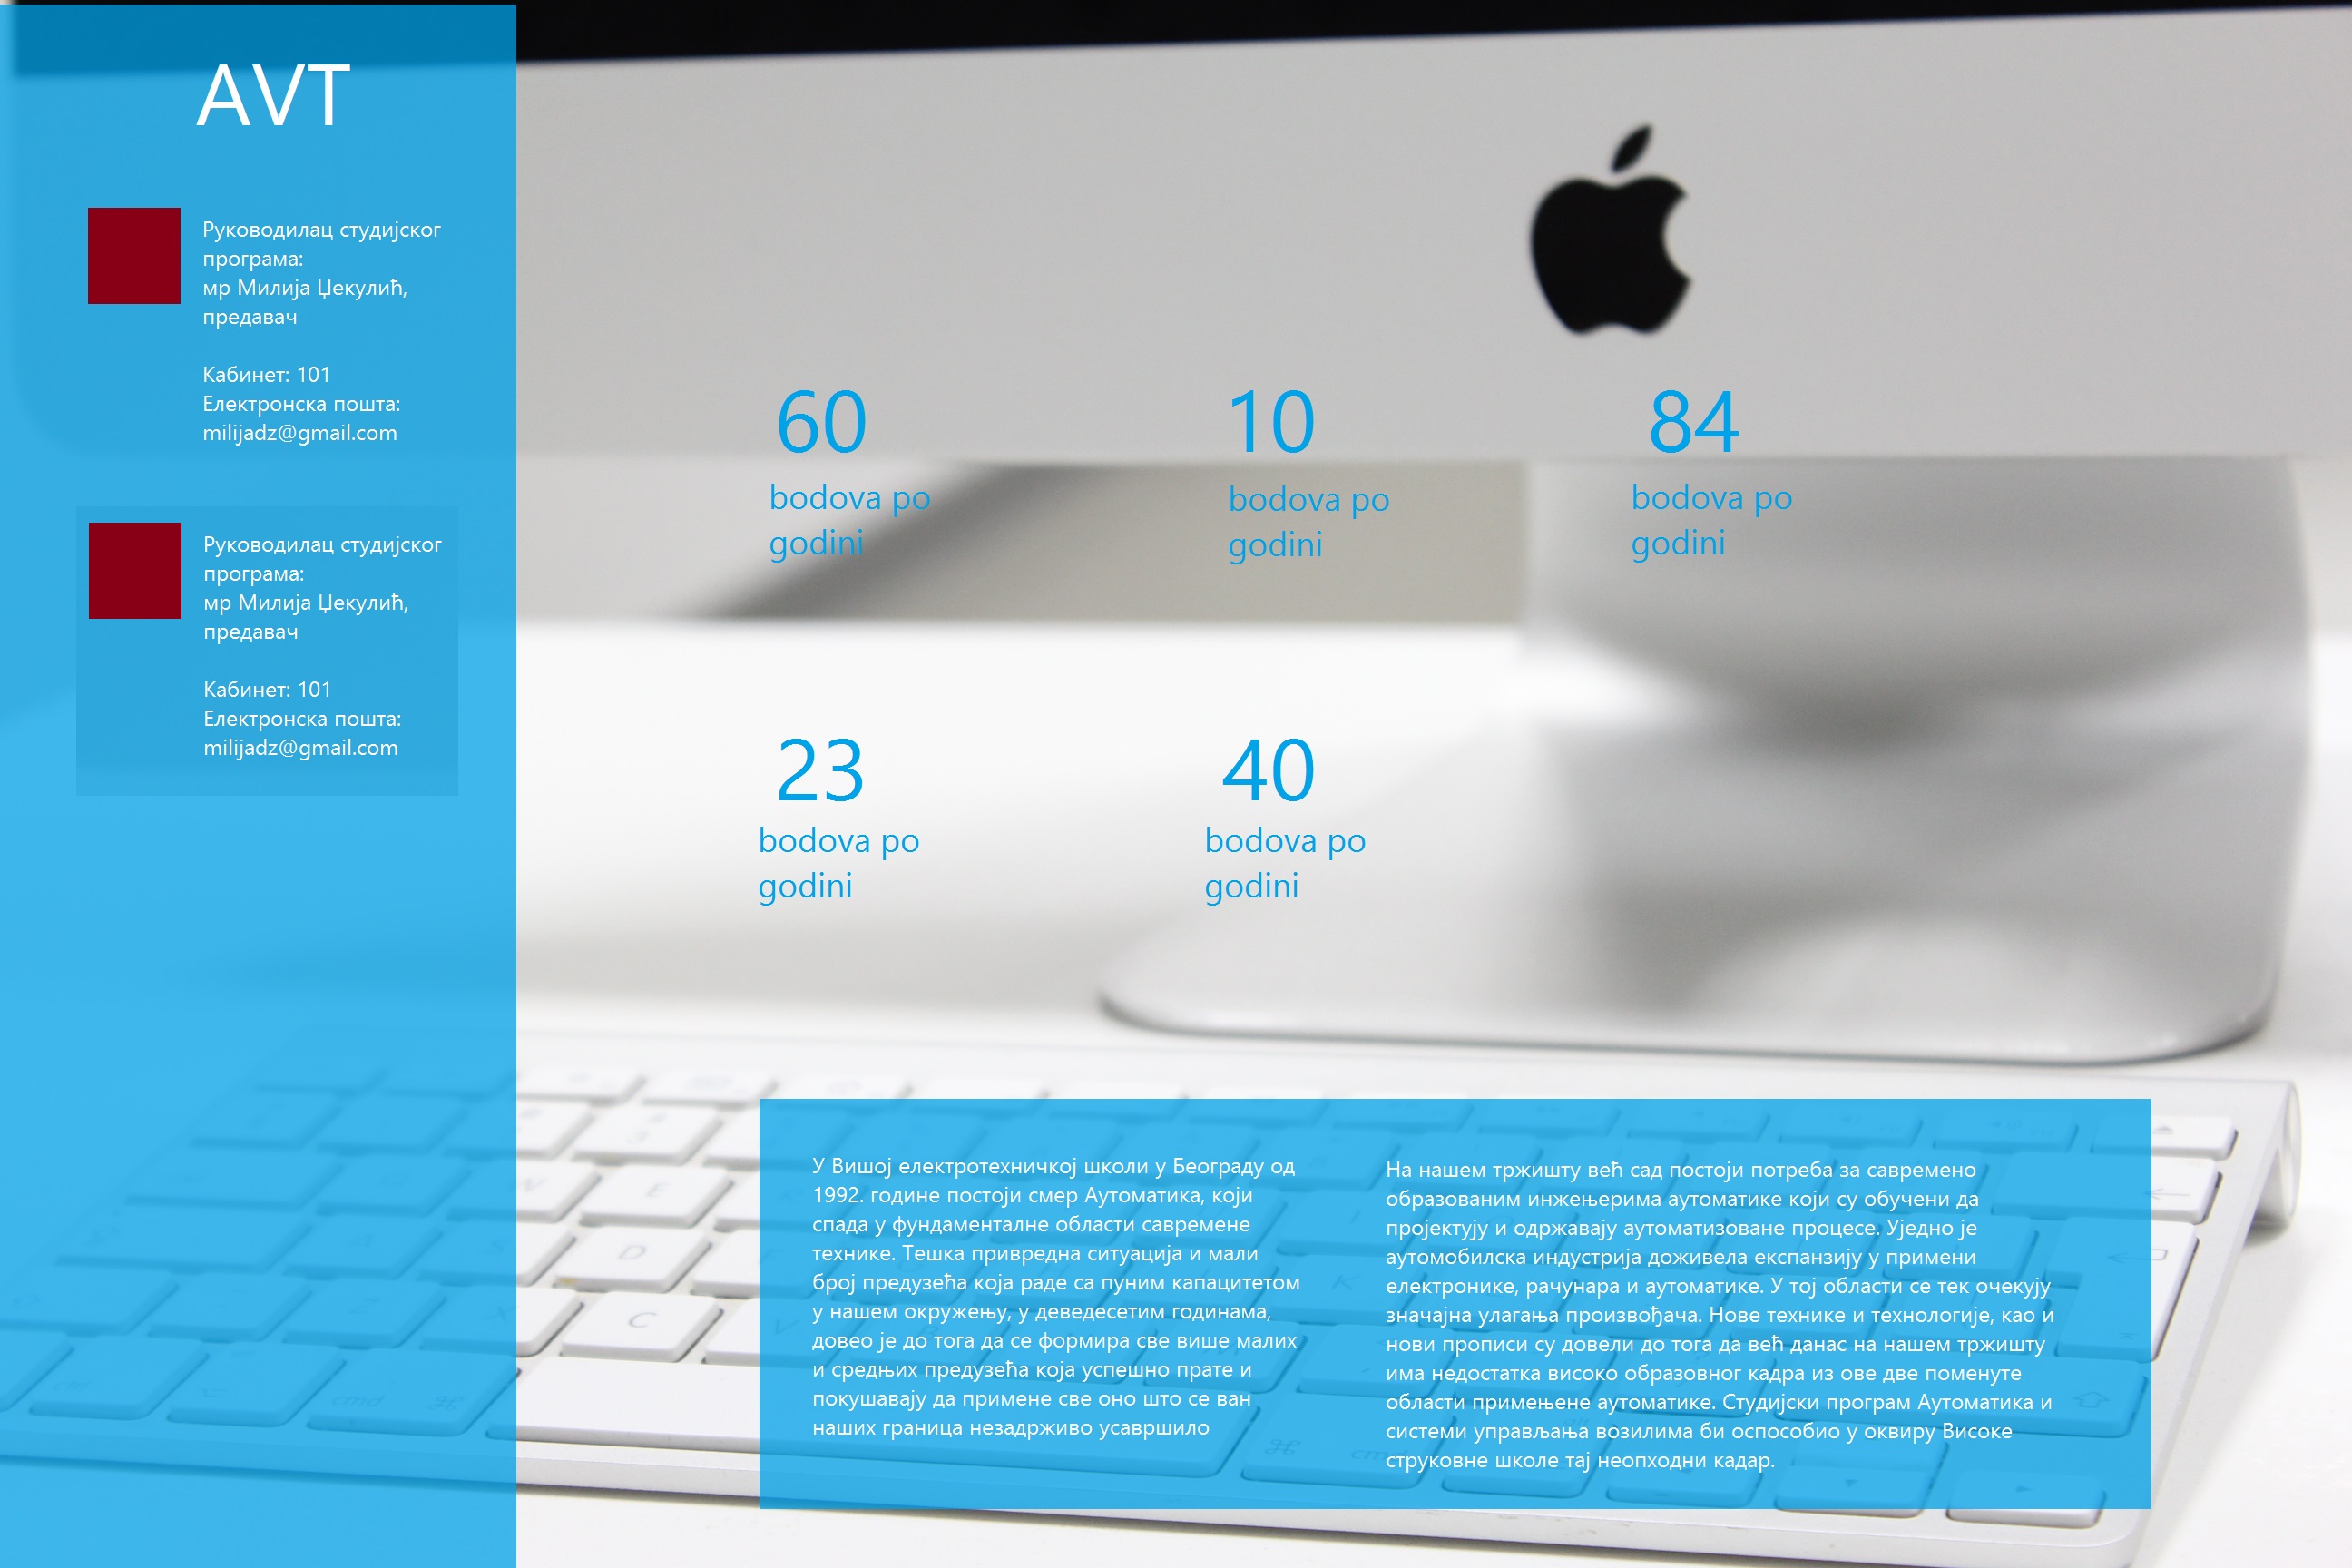 AVT
Руководилац студијског
програма:
мр Милија Џекулић,
предавач
Кабинет: 101
Електронска пошта:
milijadz@gmail.com
Руководилац студијског
програма:
мр Милија Џекулић,
предавач
Кабинет: 101
Електронска пошта:
milijadz@gmail.com
60
bodova po
godini
10
bodova po
godini
84
bodova po
godini
23
bodova po
godini
40
bodova po
godini
У Вишој електротехничкој школи у Београду од
1992. године постоји смер Аутоматика, који
спада у фундаменталне области савремене
технике. Тешка привредна ситуација и мали
број предузећа која раде са пуним капацитетом
у нашем окружењу, у деведесетим годинама,
довео је до тога да се формира све више малих
и средњих предузећа која успешно прате и
покушавају да примене све оно што се ван
наших граница незадрживо усавршило
На нашем тржишту већ сад постоји потреба за савремено
образованим инжењерима аутоматике који су обучени да
пројектују и одржавају аутоматизоване процесе. Уједно је
аутомобилска индустрија доживела експанзију у примени
електронике, рачунара и аутоматике. У тој области се тек очекују
значајна улагања произвођача. Нове технике и технологије, као и
нови прописи су довели до тога да већ данас на нашем тржишту
има недостатка високо образовног кадра из ове две поменуте
области примењене аутоматике. Студијски програм Аутоматика и
системи управљања возилима би оспособио у оквиру Високе
струковне школе тај неопходни кадар.